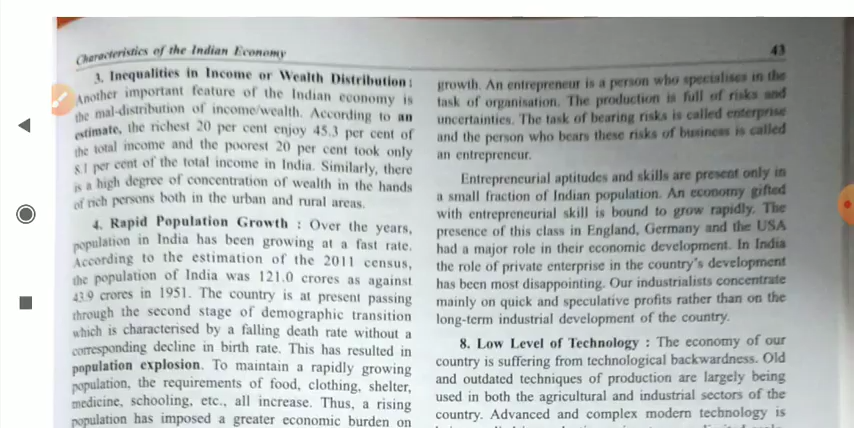 Characteristics of the Indian Economy
43
3. Inequalities in Income or Wealth Distribution :
Another important feature of the Indian economy is
the mal-distribution of income/wealth. According to an
estimate, the richest 20 per cent enjoy 45.3 per cent of
the total income and the poorest 20 per cent took only
8.1 per cent of the total income in India. Similarly, there
is a high degree of concentration of wealth in the hands
of rich persons both in the urban and rural areas.
4. Rapid Population Growth : Over the years,
population in India has been growing at a fast rate.
According to the estimation of the 2011 census,
the population of India was 121.0 crores as against
43.9 crores in 1951. The country is at present passing
through the second stage of demographic transition
which is characterised by a falling death rate without a
corresponding decline in birth rate. This has resulted in
population explosion. To maintain a rapidly growing
population, the requirements of food, clothing, shelter,
medicine, schooling, etc., all increase. Thus, a rising
population has imposed a greater economic burden on
growth. An entrepreneur is a person who specialises in the
task of organisation. The production is full of risks and
uncertainties. The task of bearing risks is called enterprise
and the person who bears these risks of business is called
an entrepreneur.
Entrepreneurial aptitudes and skills are present only in
a small fraction of Indian population. An economy gifted
with entrepreneurial skill is bound to grow rapidly. The
presence of this class in England, Germany and the USA
had a major role in their economic development. In India
the role of private enterprise in the country's development
has been most disappointing. Our industrialists concentrate
mainly on quick and speculative profits rather than on the
long-term industrial development of the country.
8. Low Level of Technology : The economy of our
country is suffering from technological backwardness. Old
and outdated techniques of production are largely being
used in both the agricultural and industrial sectors of the
country. Advanced and complex modern technology is